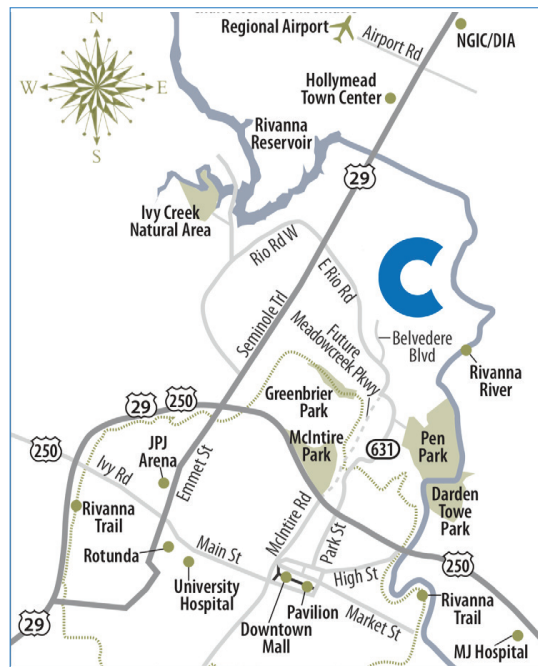 N
W
E
S
Regional Airport
Airport Rd
NGIC/DIA
Hollymead
Town Center
Rivanna
Reservoir
29
Ivy Creek
Natural Area
Rio Rd W
E Rio Rd
C
Seminole Trl
Future
Meadowcreek Pkwy
Belvedere
Blvd
Rivanna
River
Greenbrier
Park
29
250
250
JPJ
Arena
McIntire
Park
631
Pen
Park
Ivy Rd
Emmet St
Darden
Towe
Park
Rivanna
Trail
McIntire Rd
Park St
Rotunda
Main St
250
University
Hospital
High St
Pavilion
Market St
Rivanna
Trail
Downtown
Mall
29
MJ Hospital